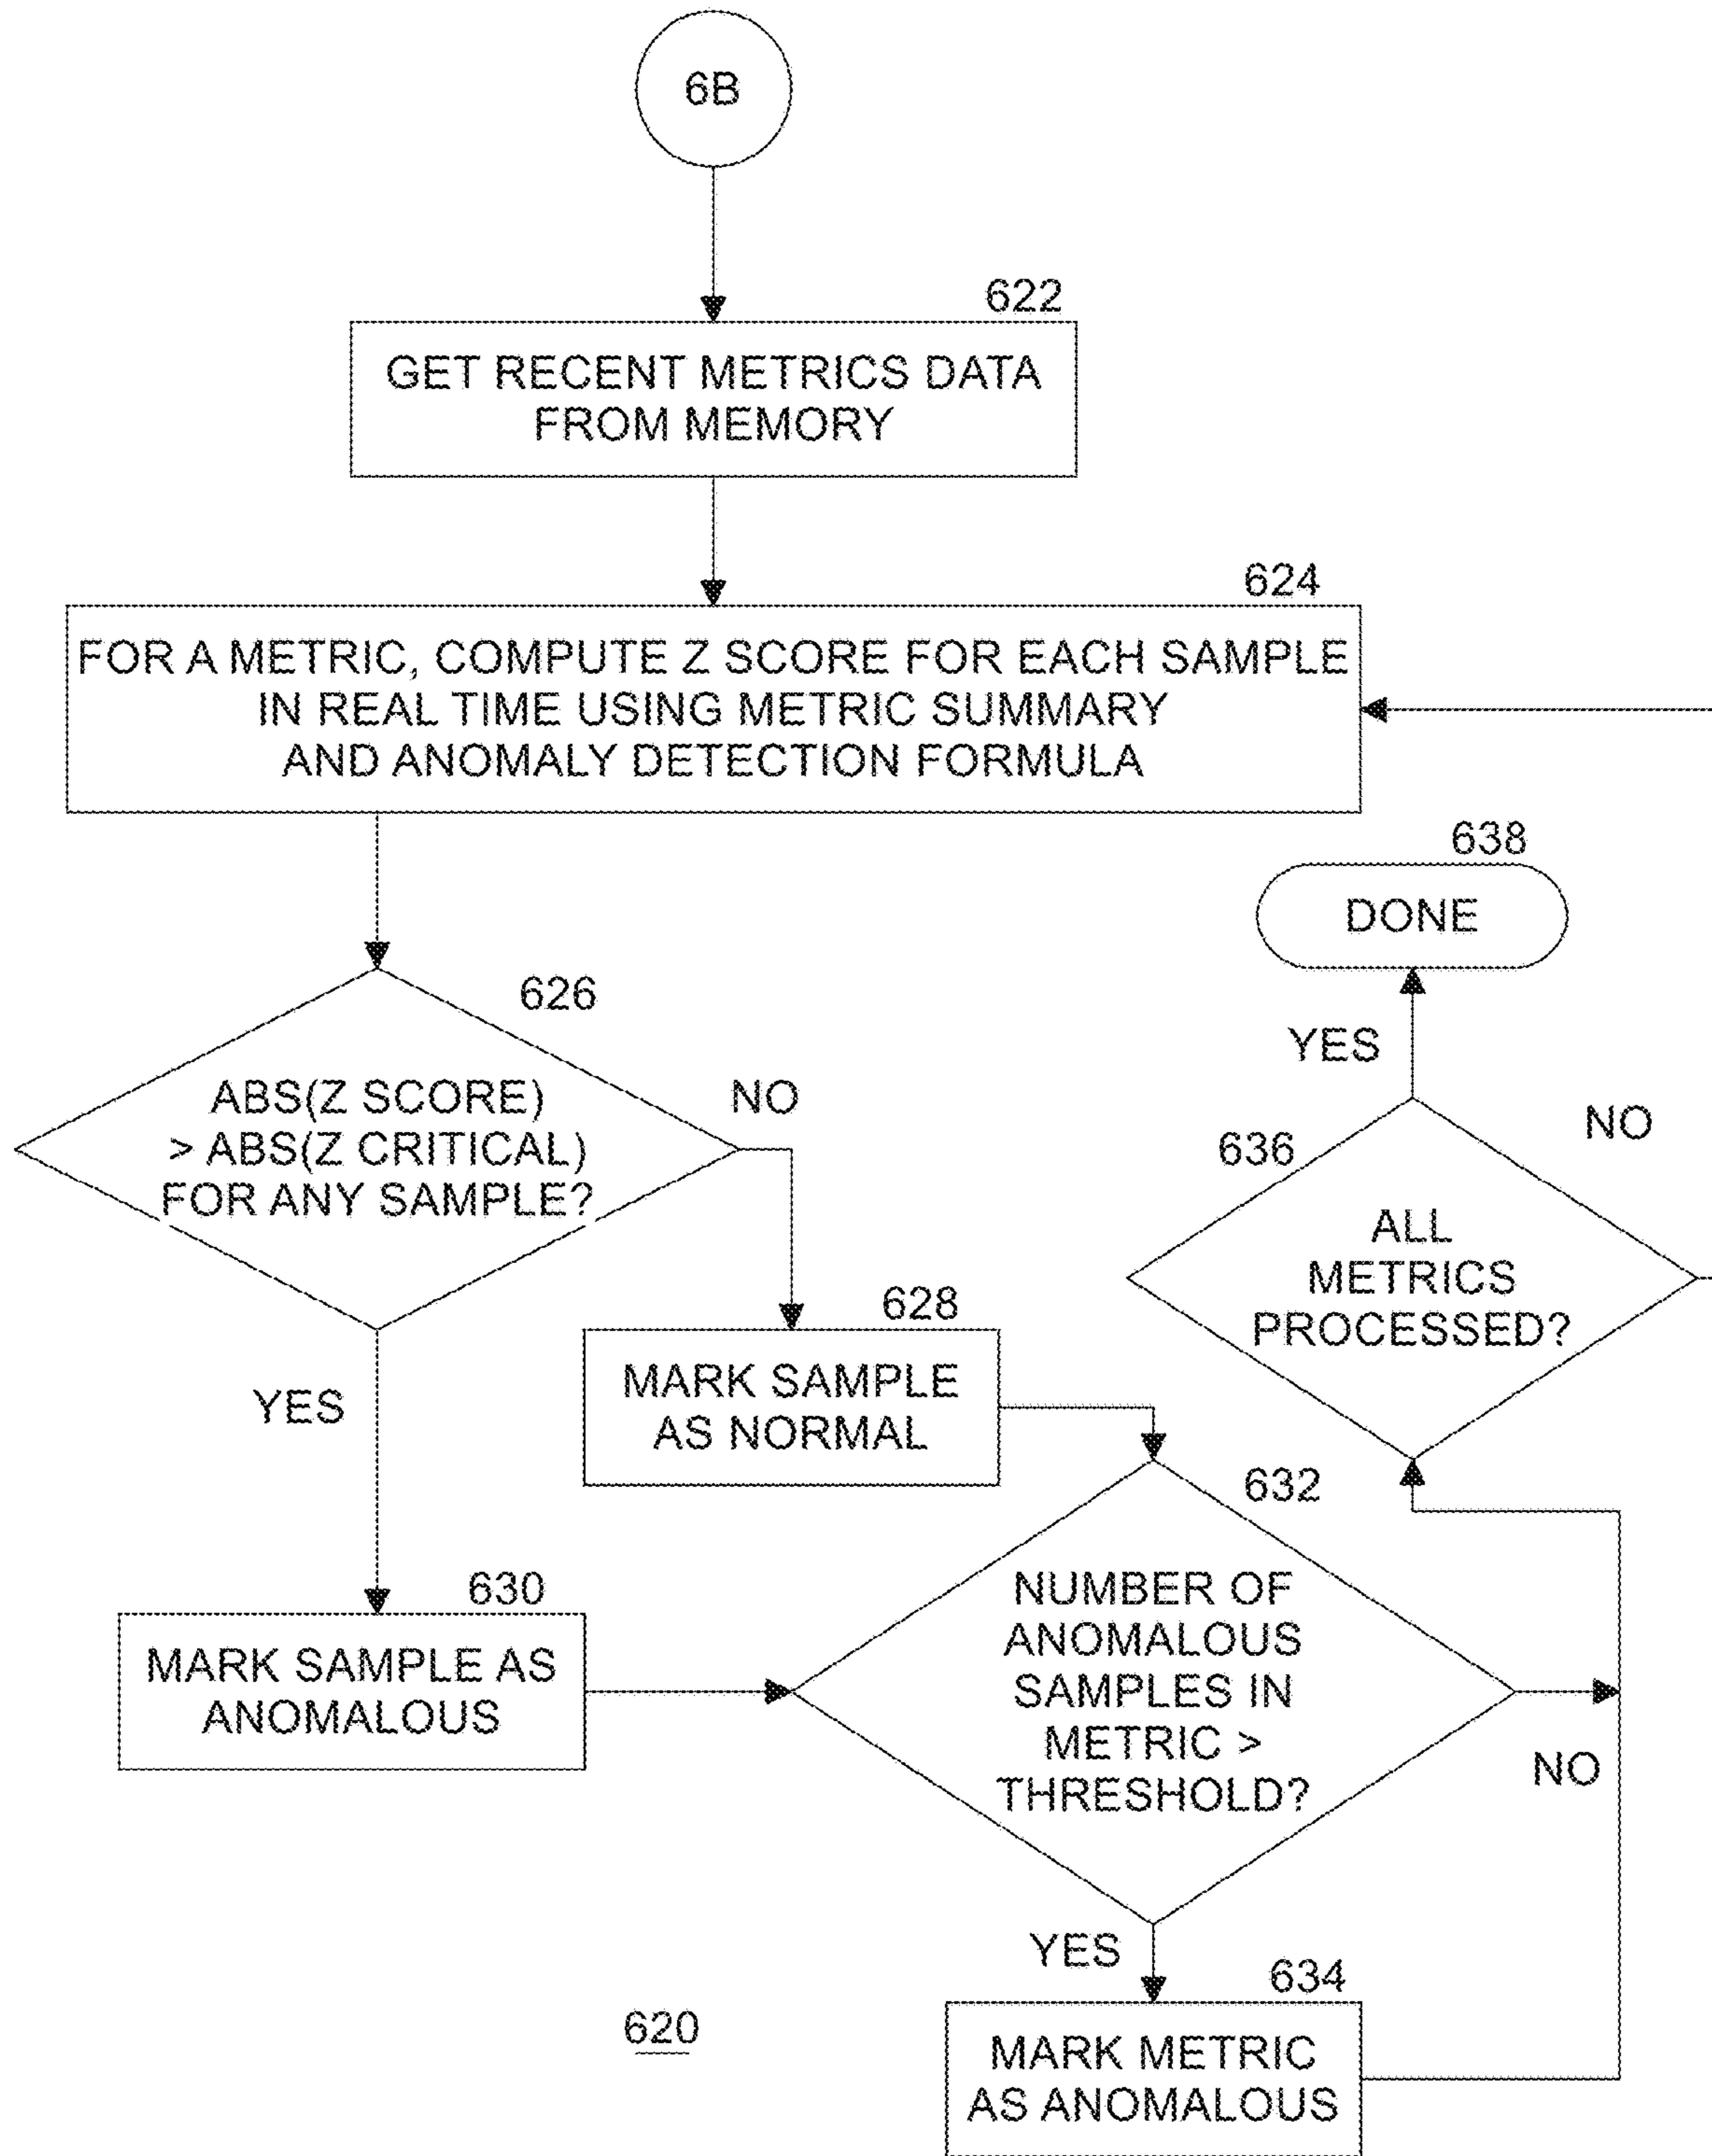 6B
622
GET RECENT METRICS DATA
FROM MEMORY
624
FOR A METRIC, COMPUTE Z SCORE FOR EACH SAMPLE
IN REAL TIME USING METRIC SUMMARY
AND ANOMALY DETECTION FORMULA
638
DONE
626
YES
ABS(Z SCORE)
> ABS(Z CRITICAL)
FOR ANY SAMPLE?
NO
636
NO
ALL
METRICS
PROCESSED?
628
MARK SAMPLE
AS NORMAL
YES
632
630
MARK SAMPLE AS
ANOMALOUS
NUMBER OF
ANOMALOUS
SAMPLES IN
METRIC >
THRESHOLD?
NO
YES
634
620
MARK METRIC
AS ANOMALOUS